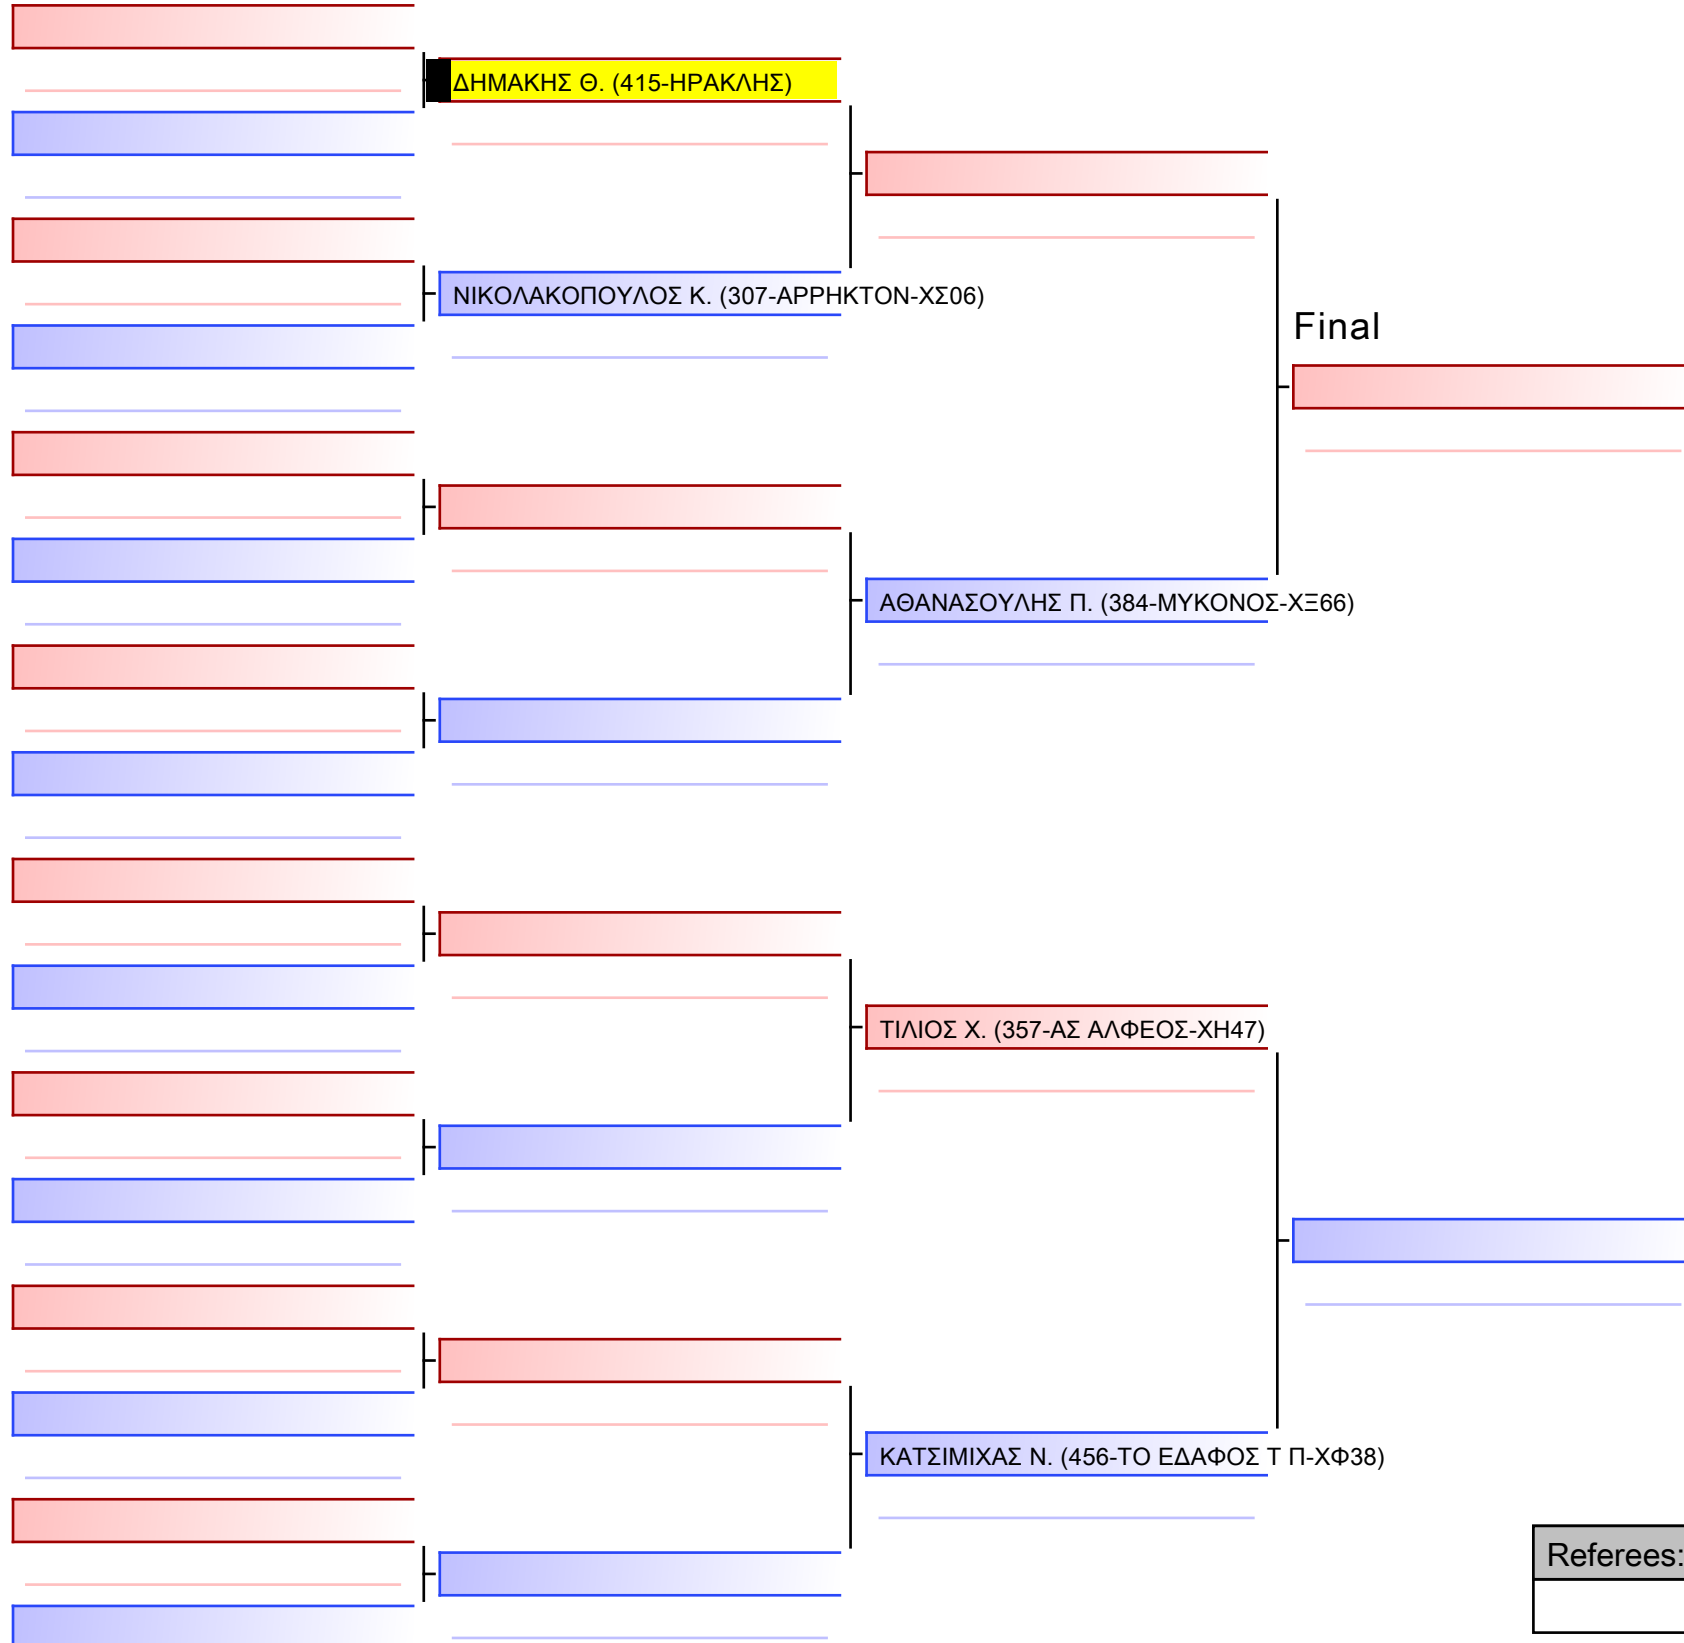 ΔΗΜΑΚΗΣ Θ. (415-ΗΡΑΚΛΗΣ)
ΝΙΚΟΛΑΚΟΠΟΥΛΟΣ Κ. (307-ΑΡΡΗΚΤΟΝ-ΧΣ06)
Final
ΑΘΑΝΑΣΟΥΛΗΣ Π. (384-ΜΥΚΟΝΟΣ-ΧΞ66)
ΤΙΛΙΟΣ Χ. (357-ΑΣ ΑΛΦΕΟΣ-ΧΗ47)
ΚΑΤΣΙΜΙΧΑΣ Ν. (456-ΤΟ ΕΔΑΦΟΣ Τ Π-ΧΦ38)
Referees: